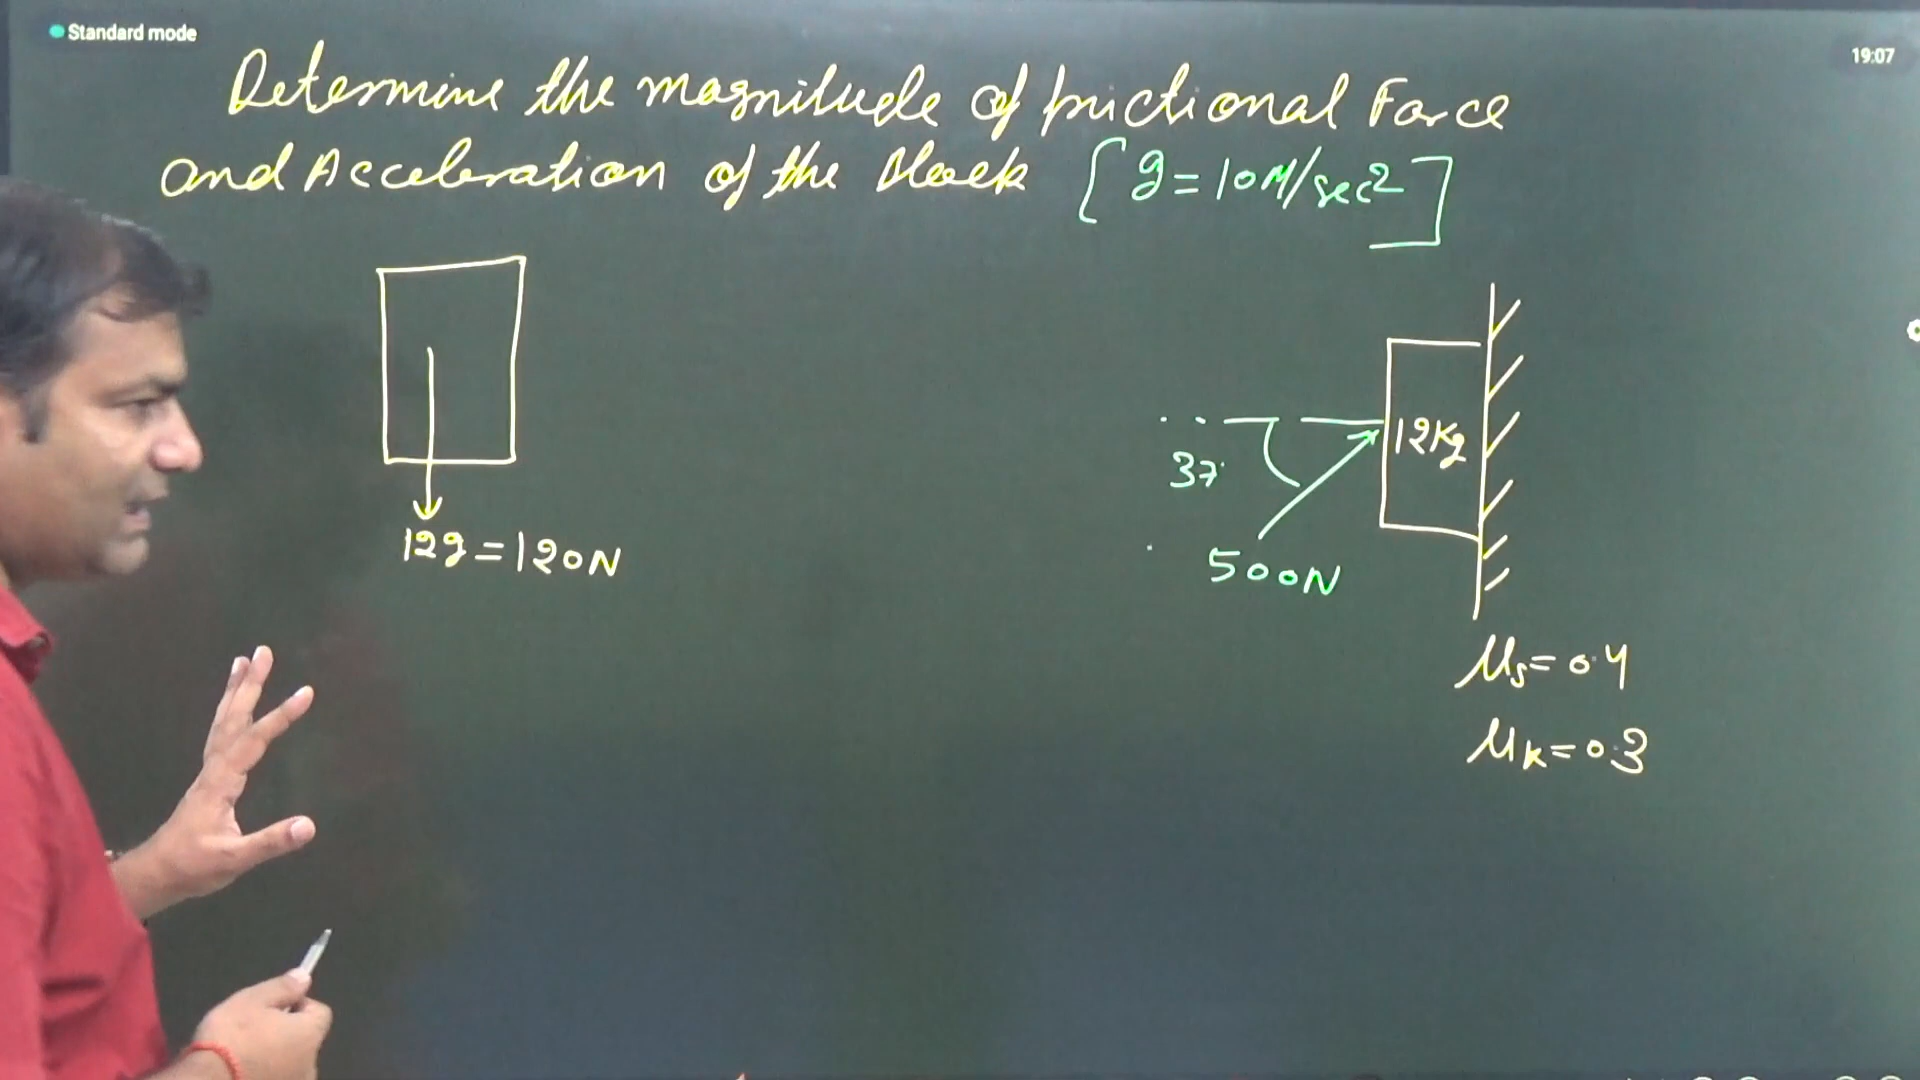 Standard mode
19:07
Determine the magnitude of frictional Force
and Acceleration of the block [g=10M/sec2]
12Kg
37
500N
12g=120N
μs=0.4
μk=0.3